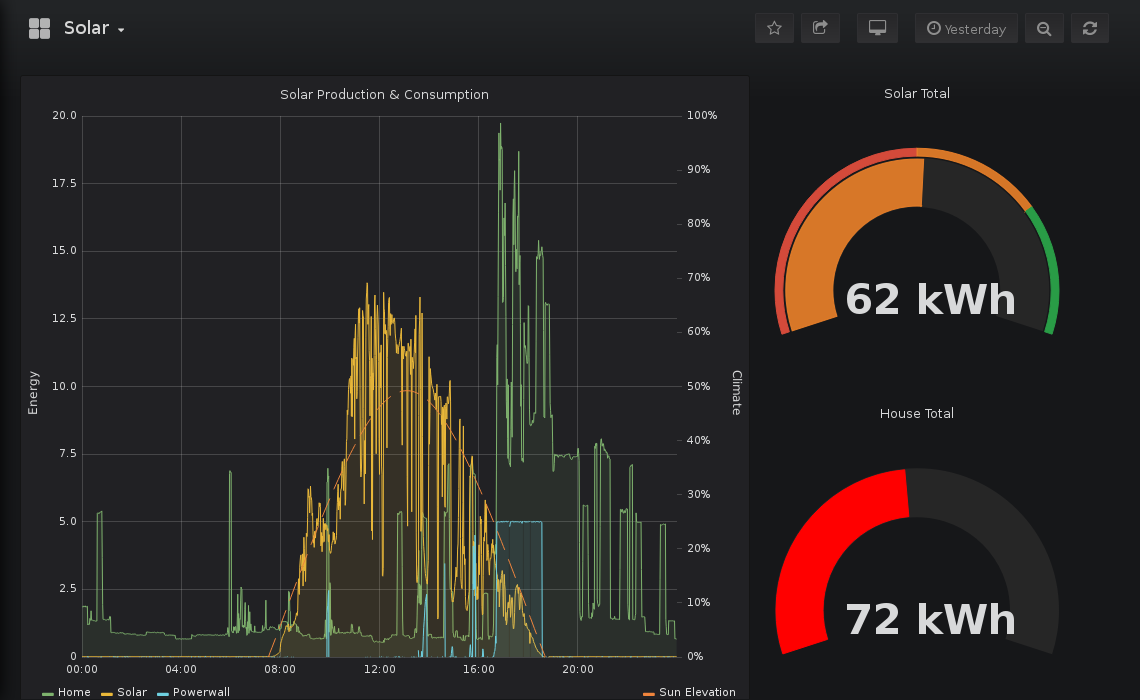 Solar
Yesterday
Solar Production & Consumption
20.0
17.5
15.0
12.5
10.0
7.5
5.0
2.5
0
Energy
100%
90%
80%
70%
60%
50%
40%
30%
20%
10%
0%
Climate
00:00 04:00 08:00 12:00 16:00 20:00
Home Solar Powerwall Sun Elevation
Solar Total
62 kWh
House Total
72 kWh